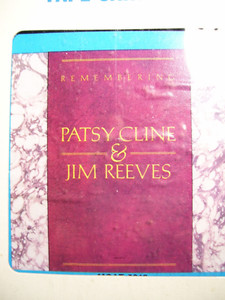 REMEMBERING
PATSY CLINE
&
JIM REEVES